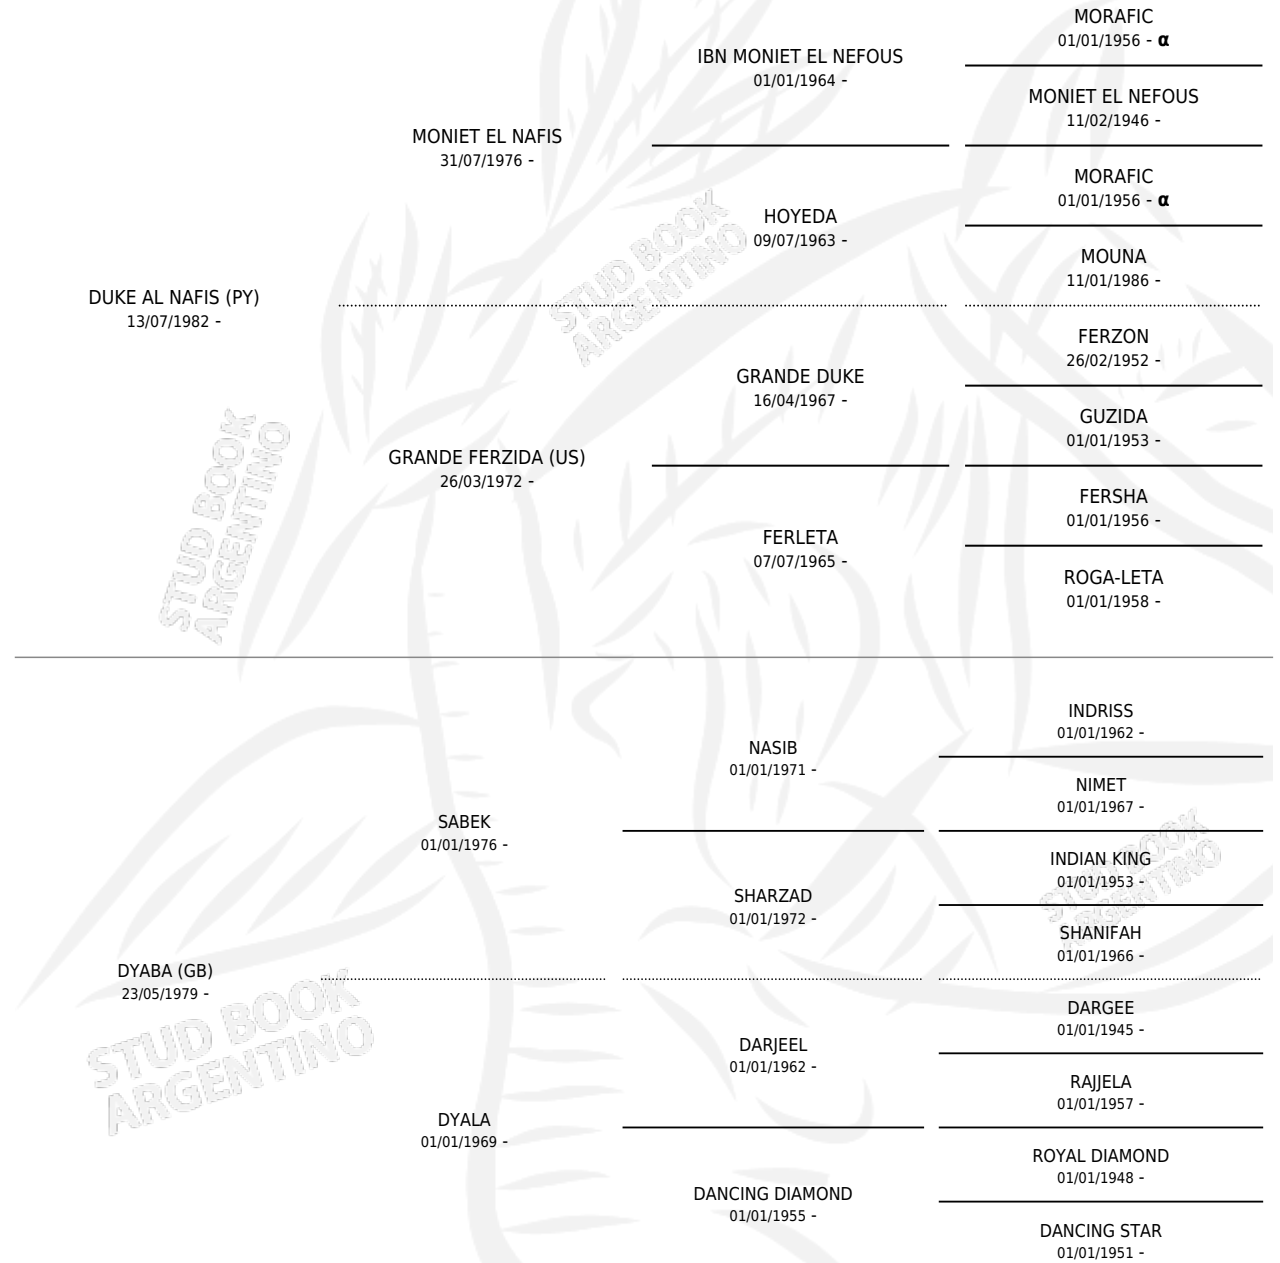 MORAFIC
01/01/1956 - α
IBN MONIET EL NEFOUS
01/01/1964 -
MONIET EL NEFOUS
11/02/1946 -
MONIET EL NAFIS
31/07/1976 -
MORAFIC
01/01/1956 - α
HOYEDA
09/07/1963 -
MOUNA
11/01/1986 -
DUKE AL NAFIS (PY)
13/07/1982 -
FERZON
26/02/1952 -
GRANDE DUKE
16/04/1967 -
GUZIDA
01/01/1953 -
GRANDE FERZIDA (US)
26/03/1972 -
FERSHA
01/01/1956 -
FERLETA
07/07/1965 -
ROGA-LETA
01/01/1958 -
INDRISS
01/01/1962 -
NASIB
01/01/1971 -
NIMET
01/01/1967 -
SABEK
01/01/1976 -
INDIAN KING
01/01/1953 -
SHARZAD
01/01/1972 -
SHANIFAH
01/01/1966 -
DYABA (GB)
23/05/1979 -
DARGEE
01/01/1945 -
DARJEEL
01/01/1962 -
RAJJELA
01/01/1957 -
DYALA
01/01/1969 -
ROYAL DIAMOND
01/01/1948 -
DANCING DIAMOND
01/01/1955 -
DANCING STAR
01/01/1951 -
STUD BOOK
ARGENTINO
STUD BOOK
ARGENTINO
STUD BOOK
ARGENTINO
STUD BOOK
ARGENTINO